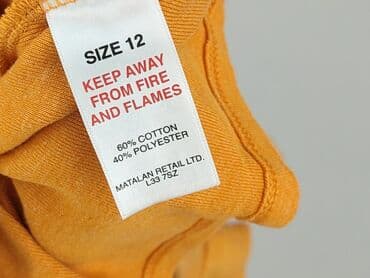 SIZE 12
KEEP AWAY
FROM FIRE
AND FLAMES
60% COTTON
40% POLYESTER
MATALAN RETAIL LTD.
L33 7SZ